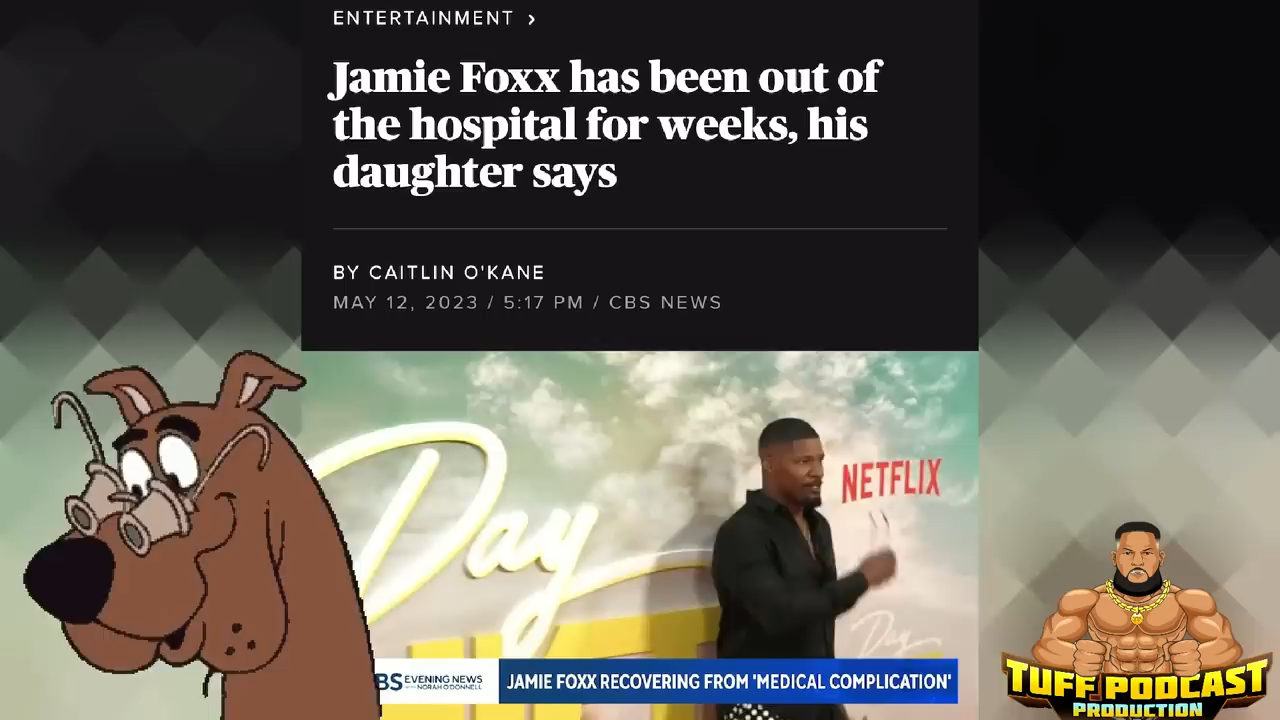 ENTERTAINMENT ›
Jamie Foxx has been out of
the hospital for weeks, his
daughter says
BY CAITLIN O'KANE
MAY 12, 2023 / 5:17 PM / CBS NEWS
Day
NETFLIX
Day
BS EVENING NEWS
WITH NORAH O'DONNELL
JAMIE FOXX RECOVERING FROM 'MEDICAL COMPLICATION'
TUFF PODCAST
PRODUCTION